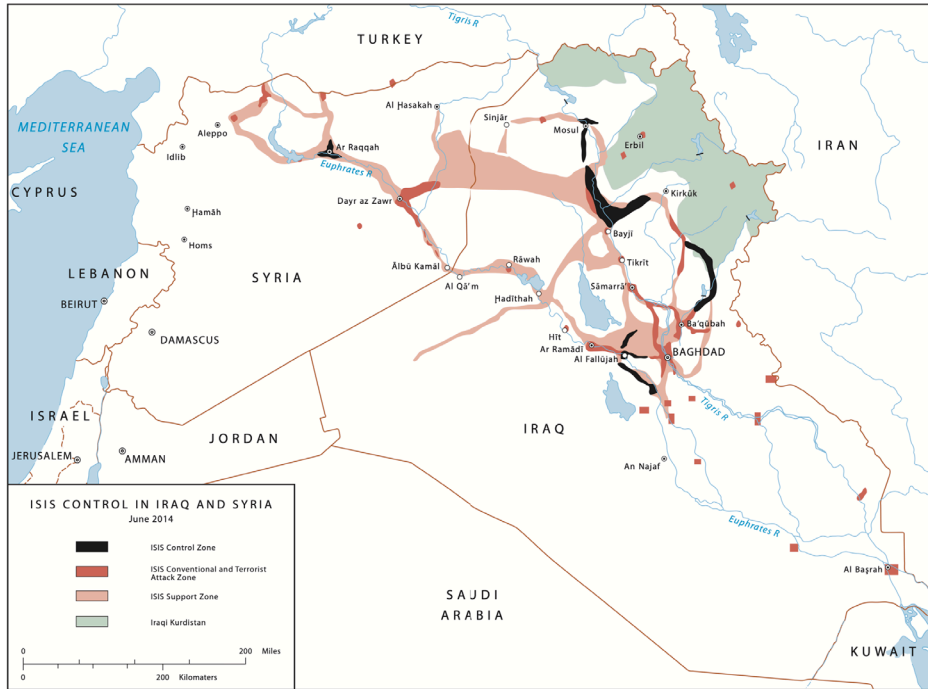 TURKEY
Tigris R
Al Ḥasakah
Sinjār
Mosul
Erbil
MEDITERRANEAN
SEA
Aleppo
Idlib
Ar Raqqah
Euphrates R
IRAN
CYPRUS
Kirkūk
Dayr az Zawr
Ḥamāh
Bayjī
Homs
Rāwah
Tikrīt
LEBANON
SYRIA
Ālbū Kamāl
Al Qā'm
Sāmarrā'
BEIRUT
Ḥadīthah
Ba'qūbah
DAMASCUS
Hīt
Ar Ramādī
Al Fallūjah
BAGHDAD
Tigris R
ISRAEL
IRAQ
JORDAN
JERUSALEM
AMMAN
An Najaf
ISIS CONTROL IN IRAQ AND SYRIA
June 2014
ISIS Control Zone
ISIS Conventional and Terrorist
Attack Zone
ISIS Support Zone
Iraqi Kurdistan
0 200 Miles
0 200 Kilomaters
Euphrates R
Al Başrah
SAUDI
ARABIA
KUWAIT